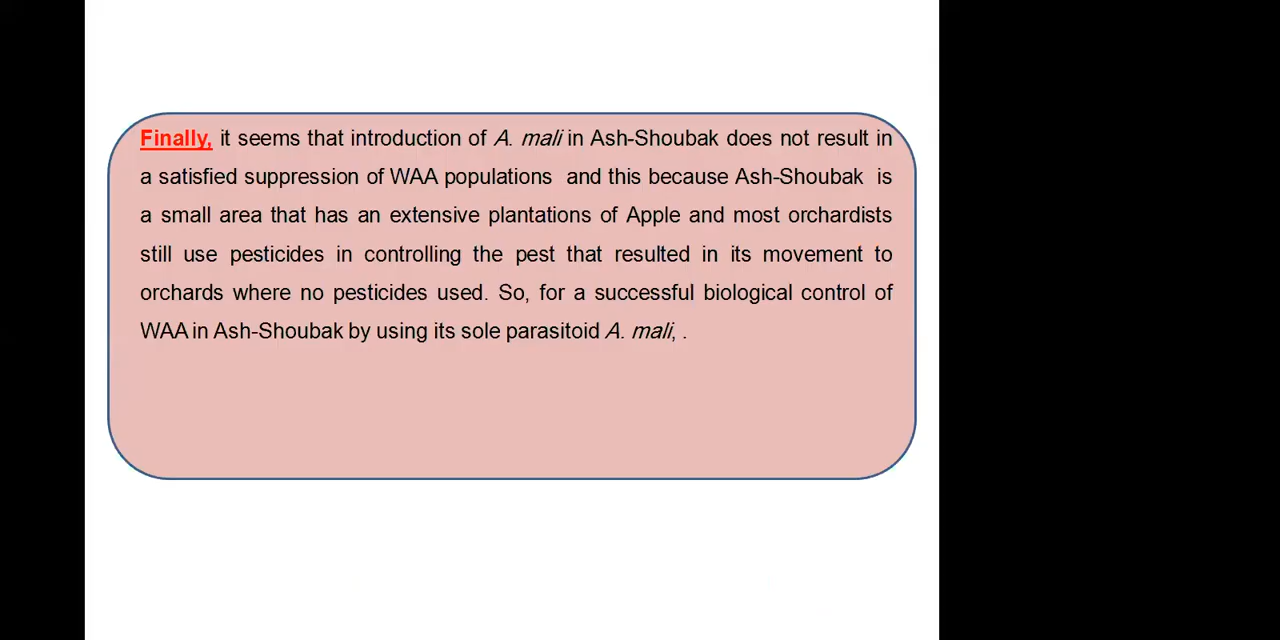 Finally, it seems that introduction of A. mali in Ash-Shoubak does not result in
a satisfied suppression of WAA populations and this because Ash-Shoubak is
a small area that has an extensive plantations of Apple and most orchardists
still use pesticides in controlling the pest that resulted in its movement to
orchards where no pesticides used. So, for a successful biological control of
WAA in Ash-Shoubak by using its sole parasitoid A. mali, .